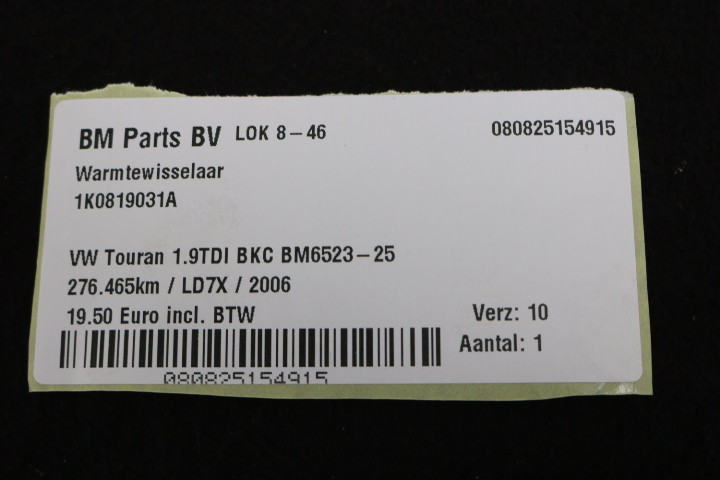 BM Parts BV LOK 8-46 080825154915
Warmtewisselaar
1K0819031A
VW Touran 1.9TDI BKC BM6523-25
276.465km / LD7X / 2006
19.50 Euro incl. BTW Verz: 10
Aantal: 1
080825154915